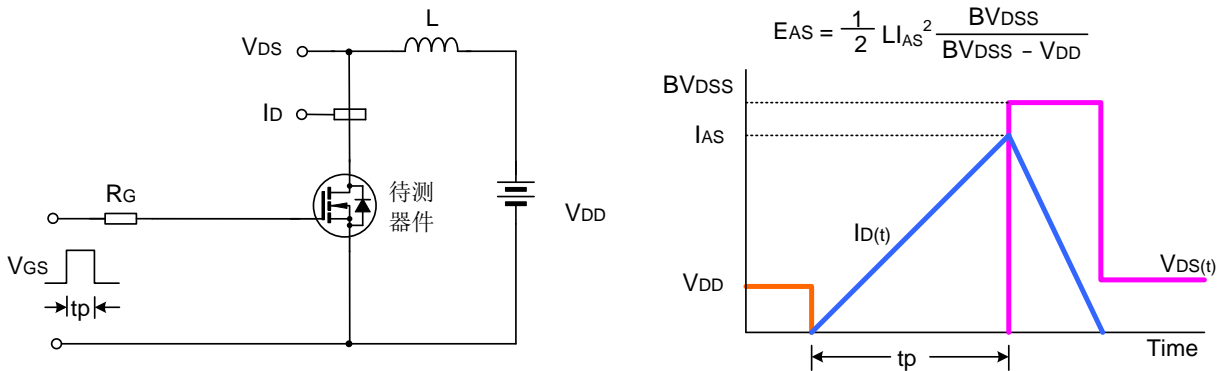 L
VDS
ID
RG
待测
器件
VDD
VGS
tp
EAS = 1/2 LIAS² BVDSS/(BVDSS - VDD)
BVDSS
IAS
ID(t)
VDD
VDS(t)
Time
tp